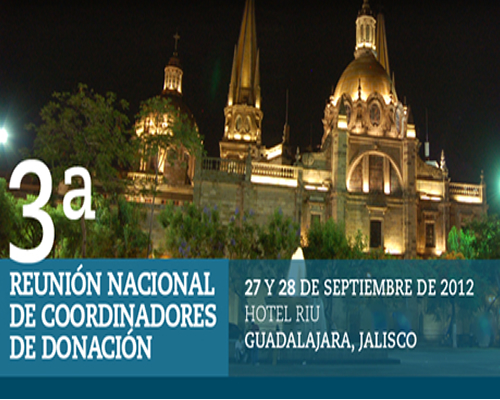 3ª
REUNIÓN NACIONAL
DE COORDINADORES
DE DONACIÓN
27 Y 28 DE SEPTIEMBRE DE 2012
HOTEL RIU
GUADALAJARA, JALISCO